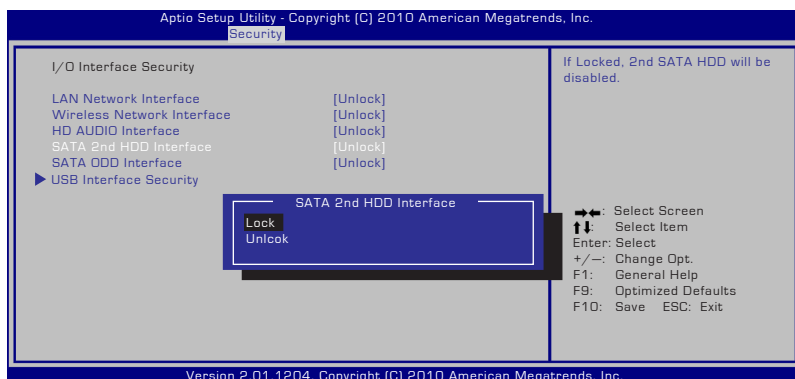 Aptio Setup Utility - Copyright (C) 2010 American Megatrends, Inc.
Security
I/O Interface Security
LAN Network Interface [Unlock]
Wireless Network Interface [Unlock]
HD AUDIO Interface [Unlock]
SATA 2nd HDD Interface [Unlock]
SATA ODD Interface [Unlock]
USB Interface Security
SATA 2nd HDD Interface
Lock
Unlcok
If Locked, 2nd SATA HDD will be
disabled.
→←: Select Screen
↑↓: Select Item
Enter: Select
+/—: Change Opt.
F1: General Help
F9: Optimized Defaults
F10: Save ESC: Exit
Version 2.01.1204. Copyright (C) 2010 American Megatrends, Inc.